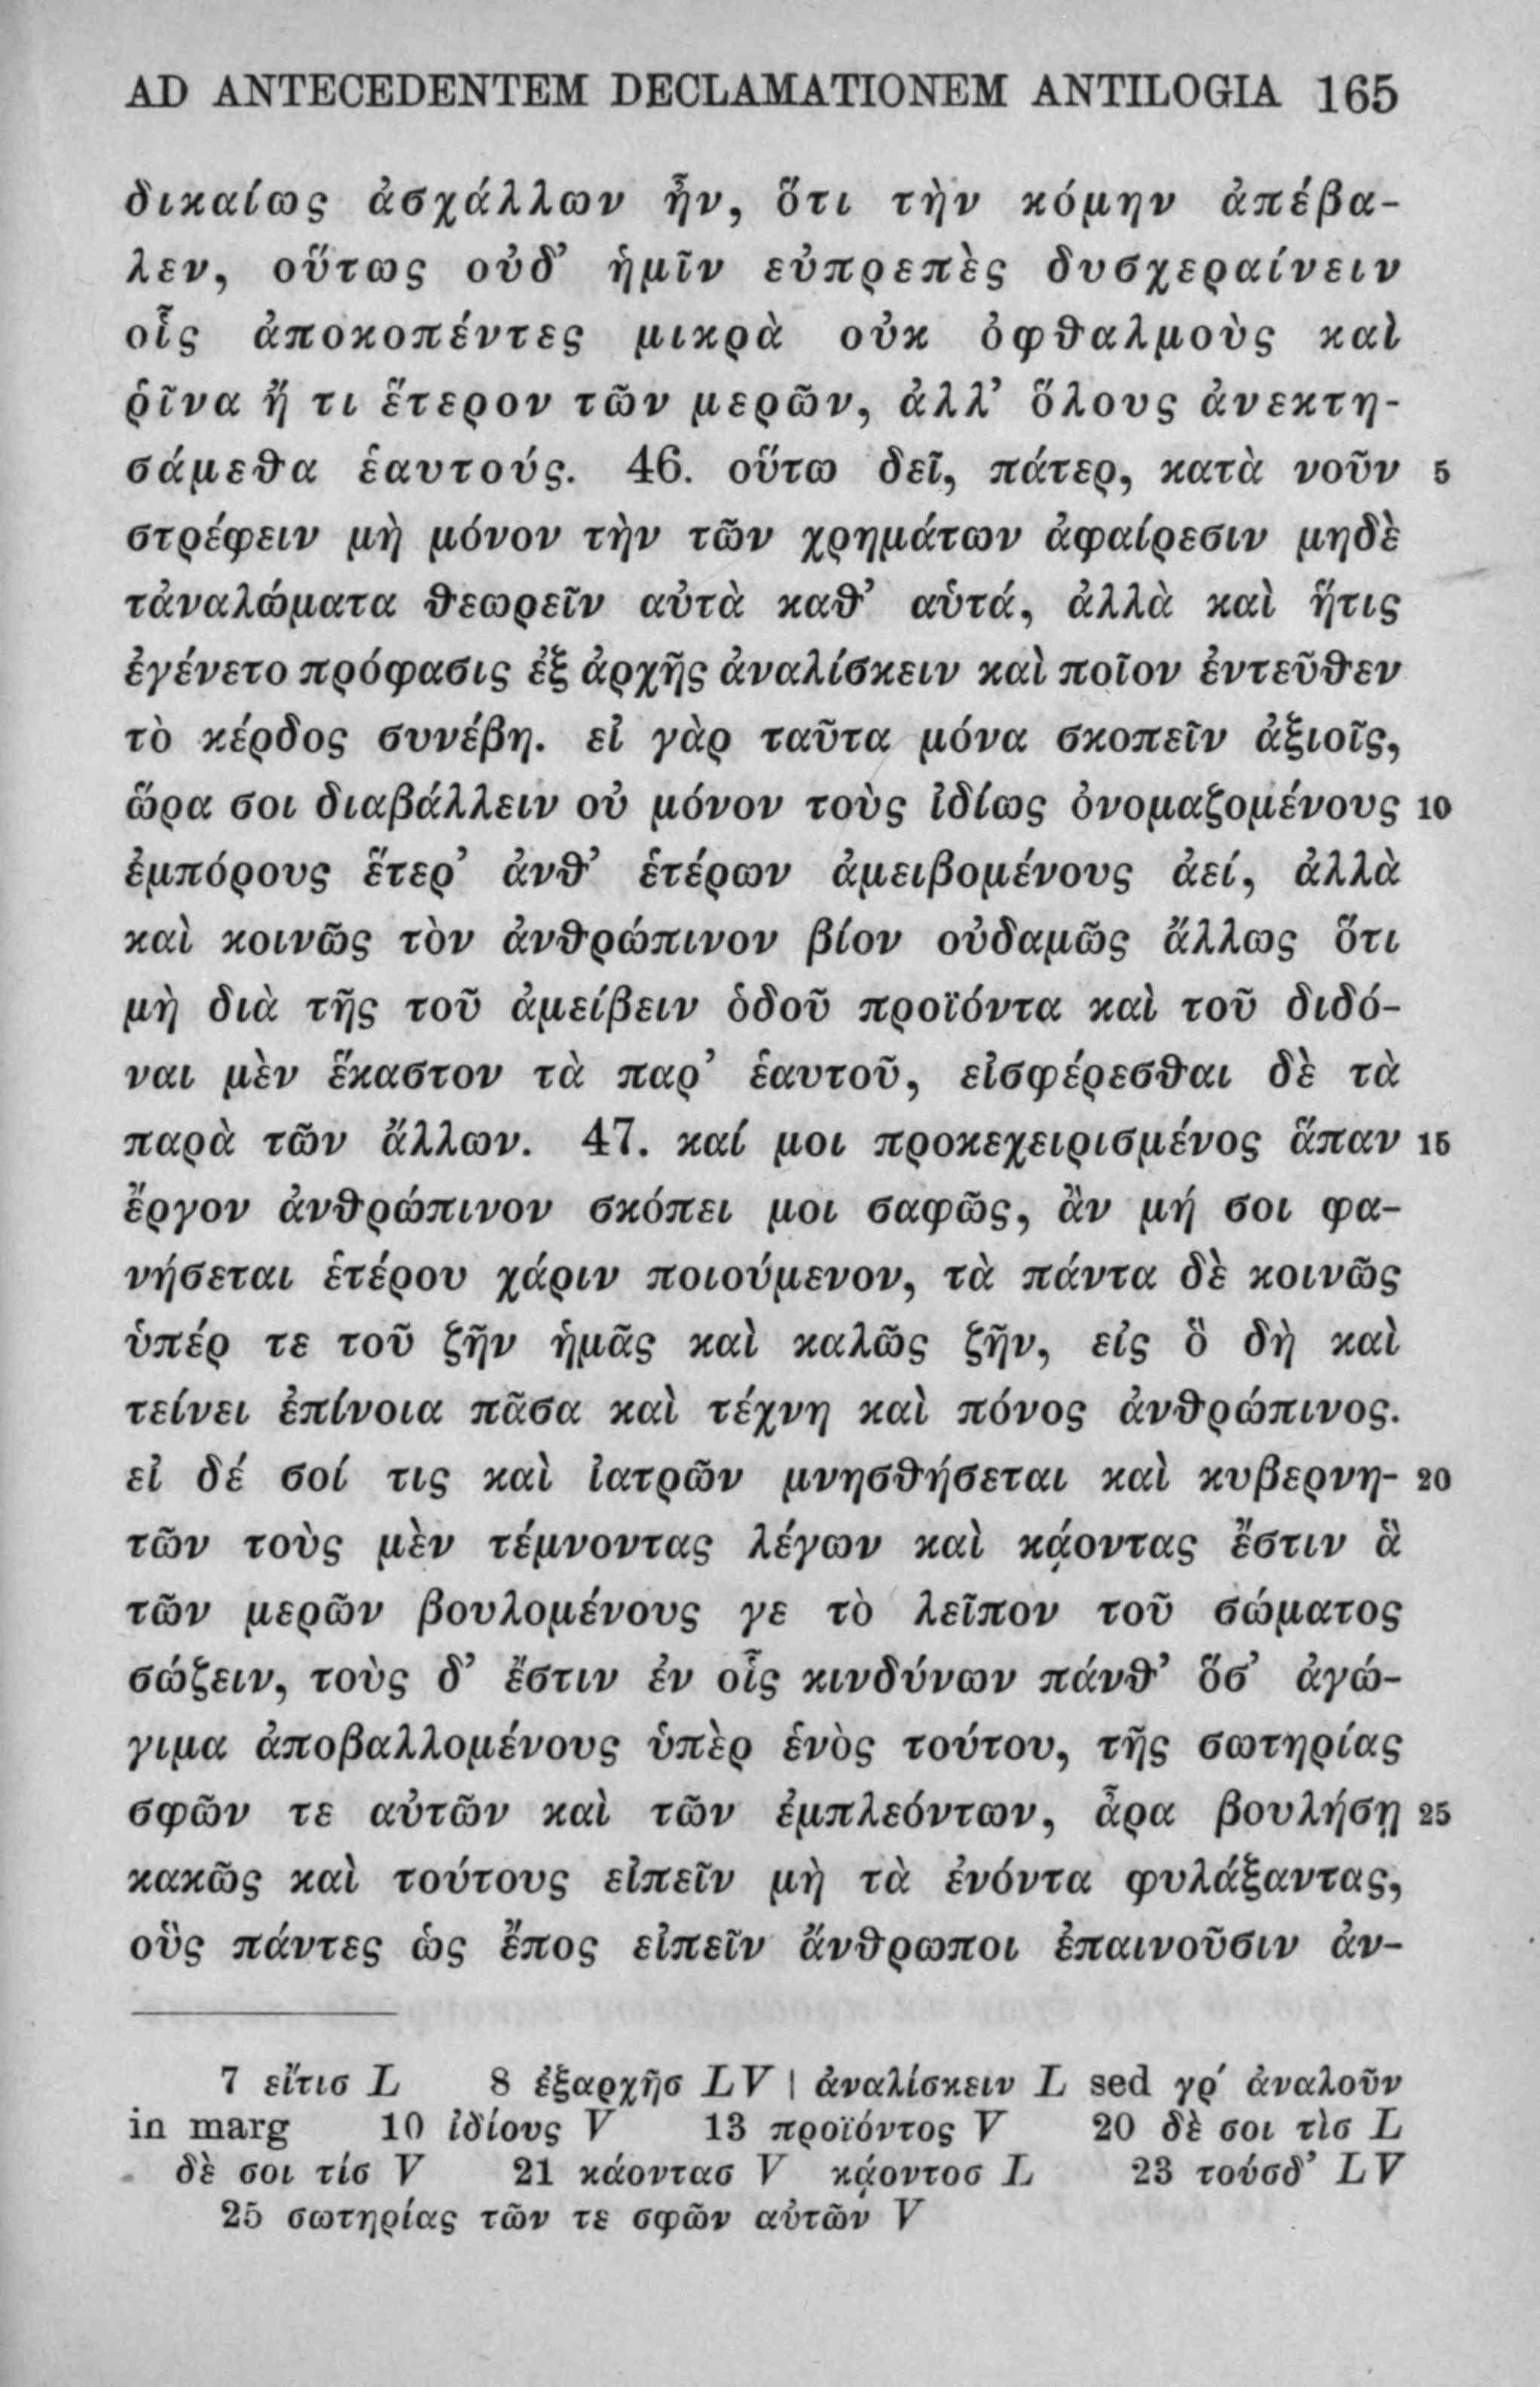 AD ANTECEDENTEM DECLAMATIONEM ANTILOGIA 165
δικαίως ἀσχάλλων ἦν, ὅτι τὴν κόμην ἀπέβα-
λεν, οὕτως οὐδ’ ἡμῖν εὐπρεπὲς δυσχεραίνειν
οἷς ἀποκοπέντες μικρὰ οὐκ ὀφθαλμοὺς καὶ
ῥῖνα ἤ τι ἕτερον τῶν μερῶν, ἀλλ’ ὅλους ἀνεκτη-
σάμεθα ἑαυτούς. 46. οὕτω δεῖ, πάτερ, κατὰ νοῦν 5
στρέφειν μὴ μόνον τὴν τῶν χρημάτων ἀφαίρεσιν μηδὲ
τἀναλώματα θεωρεῖν αὐτὰ καθ’ αὑτά, ἀλλὰ καὶ ἥτις
ἐγένετο πρόφασις ἐξ ἀρχῆς ἀναλίσκειν καὶ ποῖον ἐντεῦθεν
τὸ κέρδος συνέβη. εἰ γὰρ ταῦτα μόνα σκοπεῖν ἀξιοῖς,
ὥρα σοι διαβάλλειν οὐ μόνον τοὺς ἰδίως ὀνομαζομένους 10
ἐμπόρους ἕτερ’ ἀνθ’ ἑτέρων ἀμειβομένους ἀεί, ἀλλὰ
καὶ κοινῶς τὸν ἀνθρώπινον βίον οὐδαμῶς ἄλλως ὅτι
μὴ διὰ τῆς τοῦ ἀμείβειν ὁδοῦ προϊόντα καὶ τοῦ διδό-
ναι μὲν ἕκαστον τὰ παρ’ ἑαυτοῦ, εἰσφέρεσθαι δὲ τὰ
παρὰ τῶν ἄλλων. 47. καί μοι προκεχειρισμένος ἅπαν 15
ἔργον ἀνθρώπινον σκόπει μοι σαφῶς, ἂν μή σοι φα-
νήσεται ἑτέρου χάριν ποιούμενον, τὰ πάντα δὲ κοινῶς
ὑπέρ τε τοῦ ζῆν ἡμᾶς καὶ καλῶς ζῆν, εἰς ὃ δὴ καὶ
τείνει ἐπίνοια πᾶσα καὶ τέχνη καὶ πόνος ἀνθρώπινος.
εἰ δέ σοί τις καὶ ἰατρῶν μνησθήσεται καὶ κυβερνη- 20
τῶν τοὺς μὲν τέμνοντας λέγων καὶ κᾴοντας ἔστιν ἃ
τῶν μερῶν βουλομένους γε τὸ λεῖπον τοῦ σώματος
σώζειν, τοὺς δ’ ἔστιν ἐν οἷς κινδύνων πάνθ’ ὅσ’ ἀγώ-
γιμα ἀποβαλλομένους ὑπὲρ ἑνὸς τούτου, τῆς σωτηρίας
σφῶν τε αὐτῶν καὶ τῶν ἐμπλεόντων, ἆρα βουλήσῃ 25
κακῶς καὶ τούτους εἰπεῖν μὴ τὰ ἐνόντα φυλάξαντας,
οὓς πάντες ὡς ἔπος εἰπεῖν ἄνθρωποι ἐπαινοῦσιν ἀν-
7 εἴτισ L 8 ἐξαρχῆσ LV | ἀναλίσκειν L sed γρ́ ἀναλοῦν
in marg 10 ἰδίους V 13 προϊόντος V 20 δὲ σοι τὶσ L
δὲ σοι τίσ V 21 κάοντασ V κᾴοντοσ L 23 τούσδ’ LV
25 σωτηρίας τῶν τε σφῶν αὐτῶν V